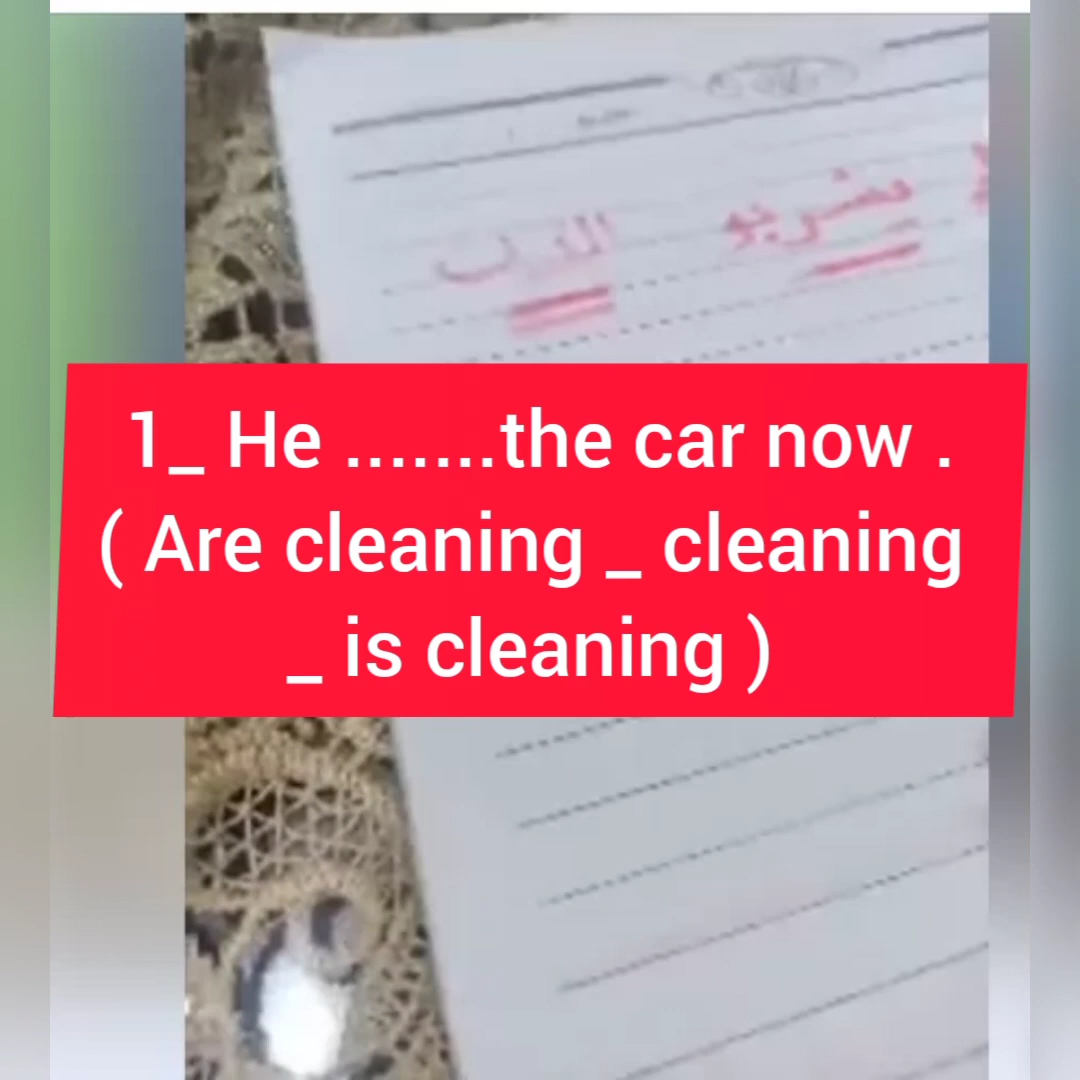 1_ He .......the car now .
( Are cleaning _ cleaning
_ is cleaning )